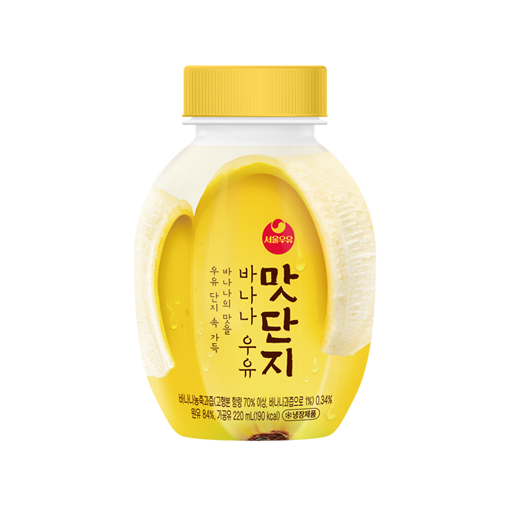 서울우유
맛단지
바나나 우유
바나나의 맛을
우유 단지 속 가득
바나나농축과즙(고형분 함량 70% 이상, 바나나과즙으로 1%) 0.34%
원유 84%, 가공유 220 mL(190 kcal) 냉장제품